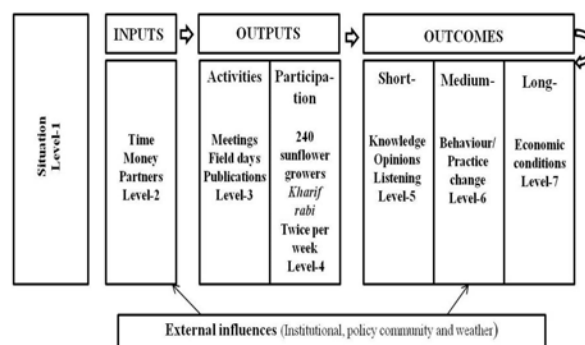 INPUTS
OUTPUTS
OUTCOMES
Situation
Level-1
Time
Money
Partners
Level-2
Activities
Meetings
Field days
Publications
Level-3
Participa-
tion
240
sunflower
growers
Kharif
rabi
Twice per
week
Level-4
Short-
Knowledge
Opinions
Listening
Level-5
Medium-
Behaviour/
Practice
change
Level-6
Long-
Economic
conditions
Level-7
External influences (Institutional, policy community and weather)